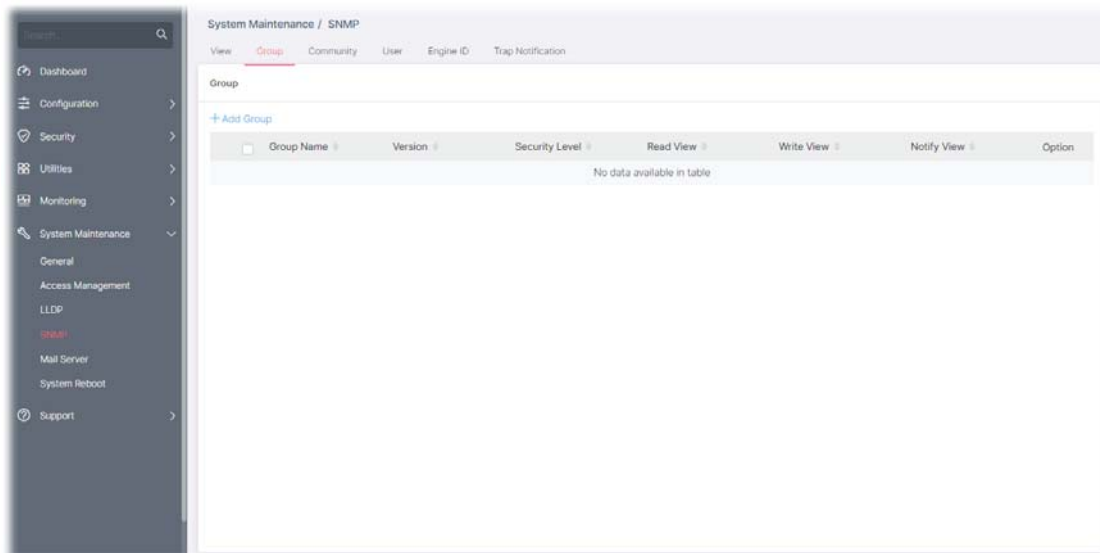 Search...
Dashboard
Configuration
Security
Utilities
Monitoring
System Maintenance
General
Access Management
LLDP
SNMP
Mail Server
System Reboot
Support
System Maintenance / SNMP
View Group Community User Engine ID Trap Notification
Group
+ Add Group
Group Name Version Security Level Read View Write View Notify View Option
No data available in table